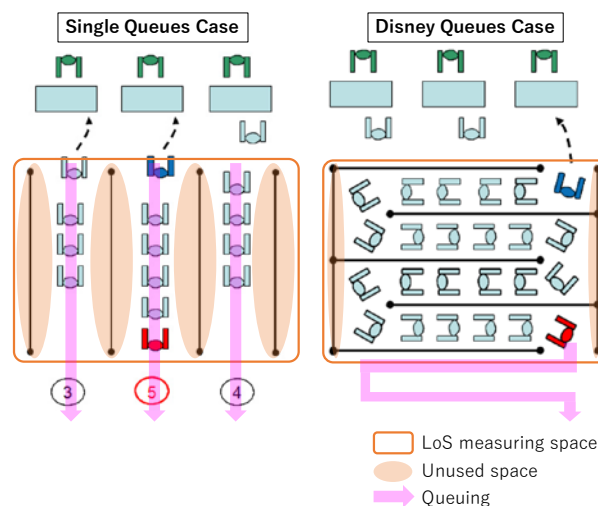 Single Queues Case
Disney Queues Case
3
5
4
LoS measuring space
Unused space
Queuing